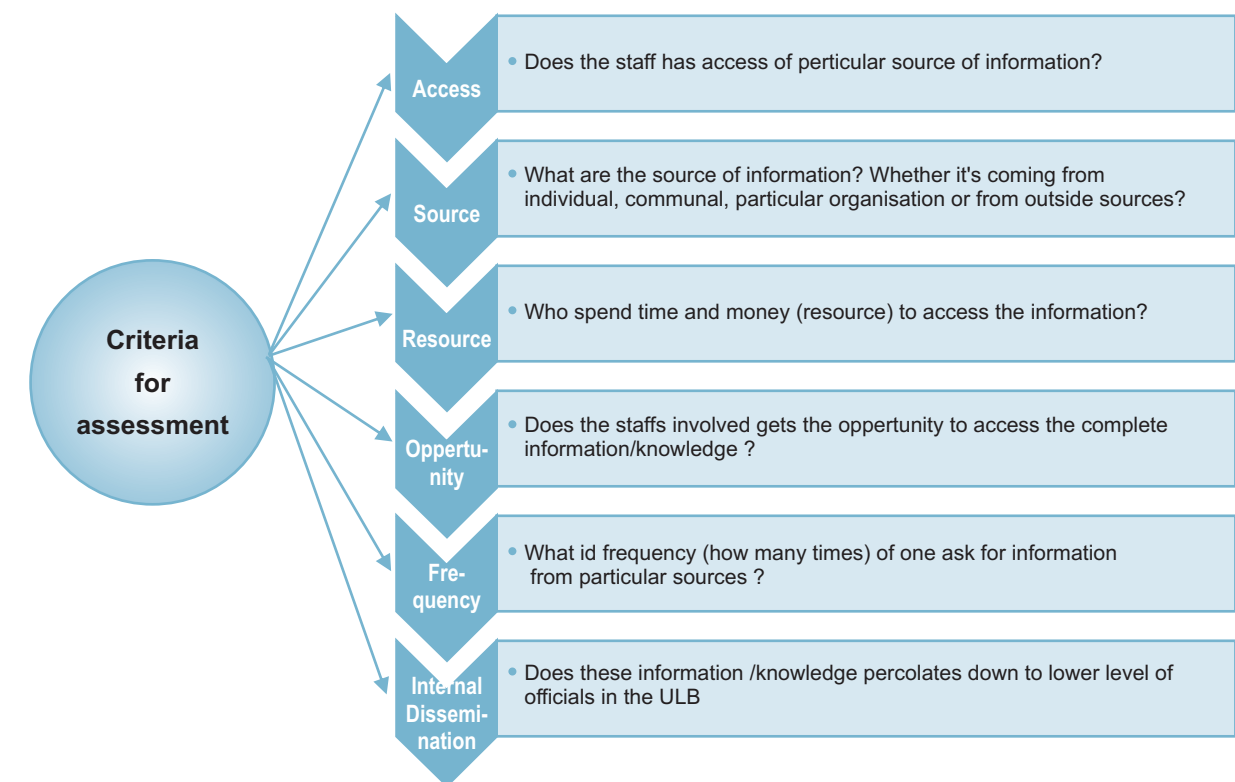 Criteria
for
assessment
Access
• Does the staff has access of perticular source of information?
Source
• What are the source of information? Whether it's coming from
individual, communal, particular organisation or from outside sources?
Resource
• Who spend time and money (resource) to access the information?
Oppertu-
nity
• Does the staffs involved gets the opportunity to access the complete
information/knowledge ?
Fre-
quency
• What id frequency (how many times) of one ask for information
from particular sources ?
Internal
Dissemi-
nation
• Does these information /knowledge percolates down to lower level of
officials in the ULB